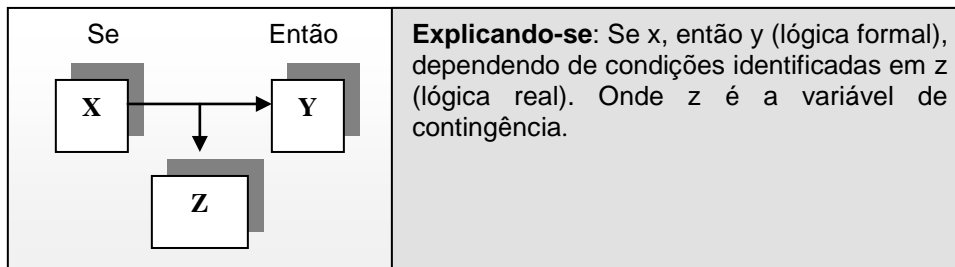 Se Então
X Y
Z
Explicando-se: Se x, então y (lógica formal),
dependendo de condições identificadas em z
(lógica real). Onde z é a variável de
contingência.